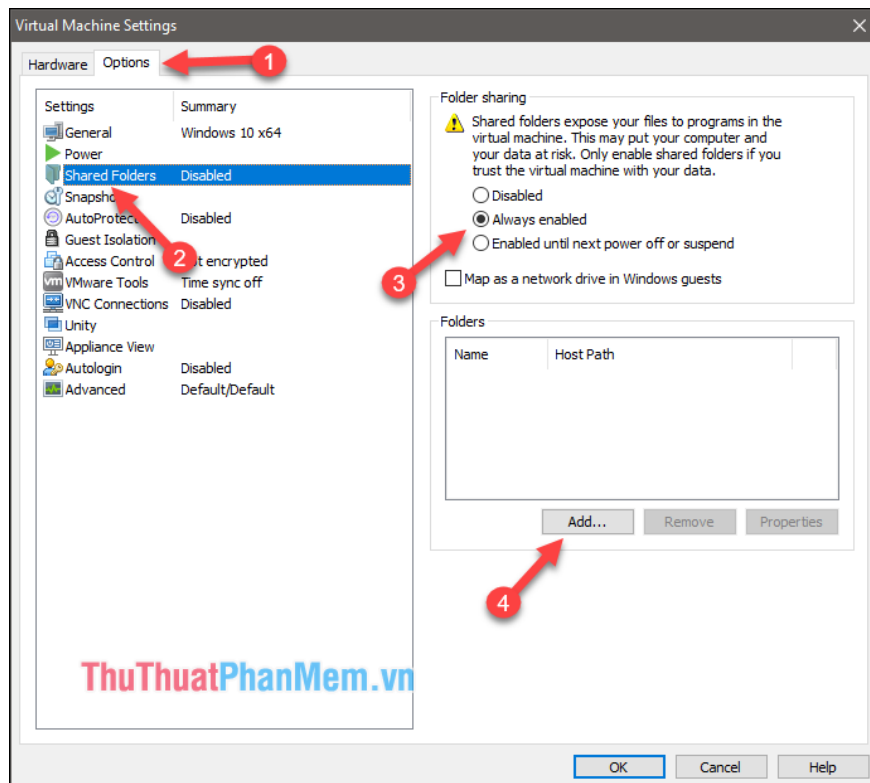 Virtual Machine Settings
Hardware Options
1
Settings Summary
General Windows 10 x64
Power
Shared Folders Disabled
Snapsho
AutoProtect Disabled
Guest Isolation
2
Access Control t encrypted
VMware Tools Time sync off
VNC Connections Disabled
Unity
Appliance View
Autologin Disabled
Advanced Default/Default
ThuThuatPhanMem.vn
Folder sharing
Shared folders expose your files to programs in the
virtual machine. This may put your computer and
your data at risk. Only enable shared folders if you
trust the virtual machine with your data.
Disabled
Always enabled
Enabled until next power off or suspend
3
Map as a network drive in Windows guests
Folders
Name Host Path
Add... Remove Properties
4
OK Cancel Help